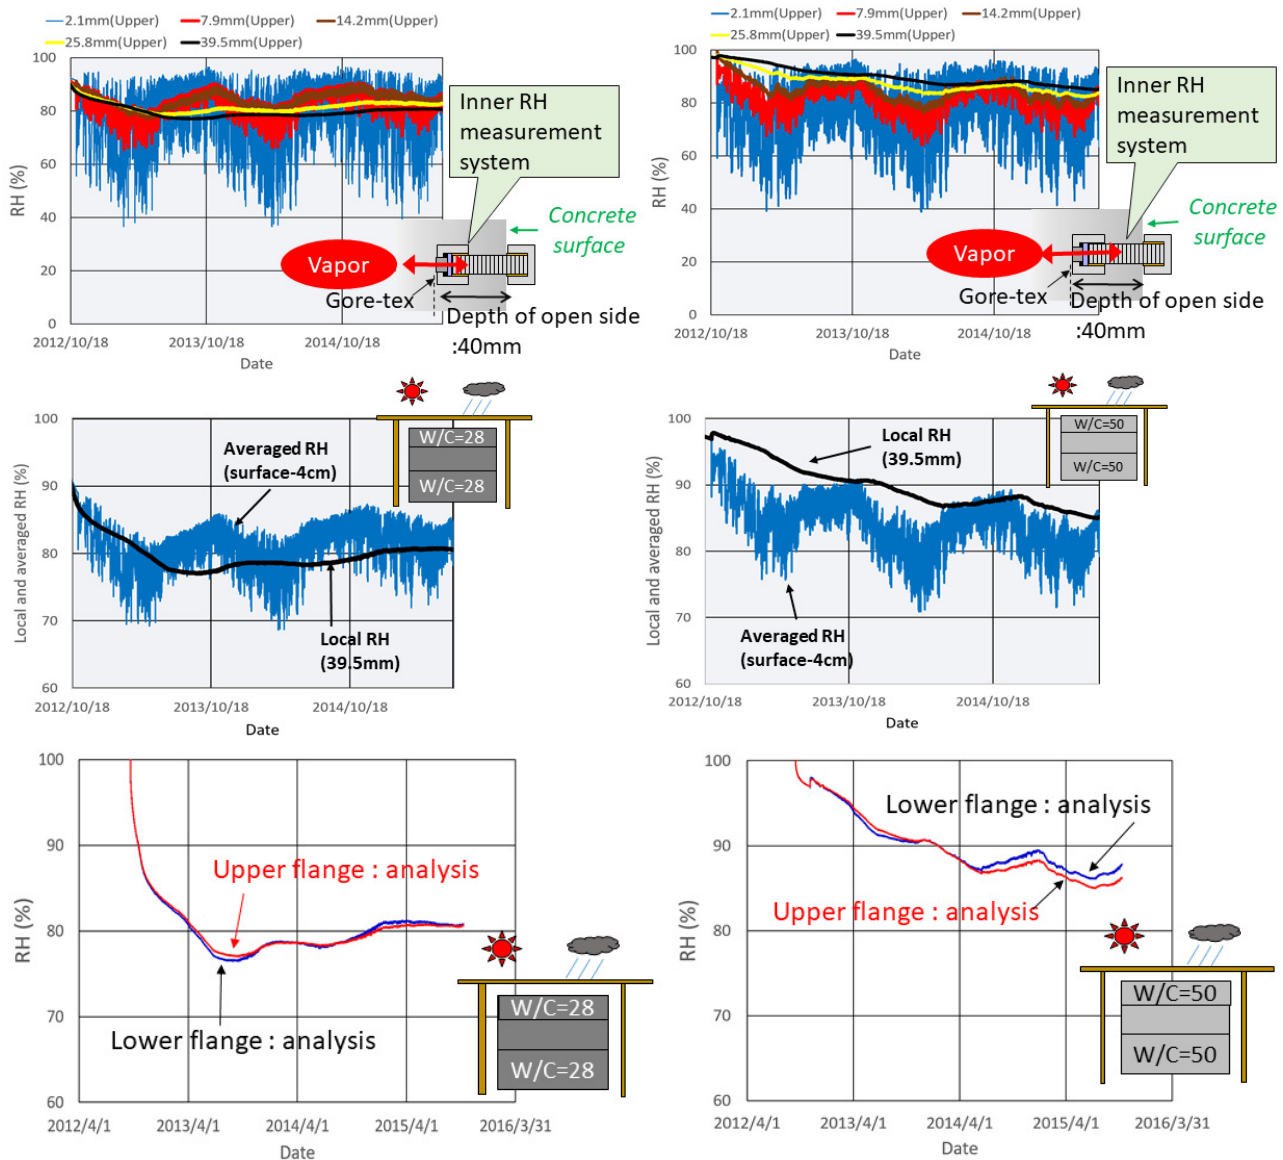 2.1mm(Upper) 7.9mm(Upper) 14.2mm(Upper)
25.8mm(Upper) 39.5mm(Upper)
100
80
60
40
20
0
RH (%)
Inner RH
measurement
system
Concrete
surface
Vapor
Gore-tex
Depth of open side
:40mm
2012/10/18 2013/10/18 2014/10/18
Date
2.1mm(Upper) 7.9mm(Upper) 14.2mm(Upper)
25.8mm(Upper) 39.5mm(Upper)
100
80
60
40
20
0
RH (%)
Inner RH
measurement
system
Concrete
surface
Vapor
Gore-tex
Depth of open side
:40mm
2012/10/18 2013/10/18 2014/10/18
Date
100
90
80
70
60
Local and averaged RH (%)
W/C=28
W/C=28
Averaged RH
(surface-4cm)
Local RH
(39.5mm)
2012/10/18 2013/10/18 2014/10/18
Date
100
90
80
70
60
Local and averaged RH (%)
W/C=50
W/C=50
Local RH
(39.5mm)
Averaged RH
(surface-4cm)
2012/10/18 2013/10/18 2014/10/18
Date
100
90
80
70
60
RH (%)
Upper flange : analysis
Lower flange : analysis
W/C=28
W/C=28
2012/4/1 2013/4/1 2014/4/1 2015/4/1 2016/3/31
Date
100
90
80
70
60
RH (%)
Lower flange : analysis
Upper flange : analysis
W/C=50
W/C=50
2012/4/1 2013/4/1 2014/4/1 2015/4/1 2016/3/31
Date